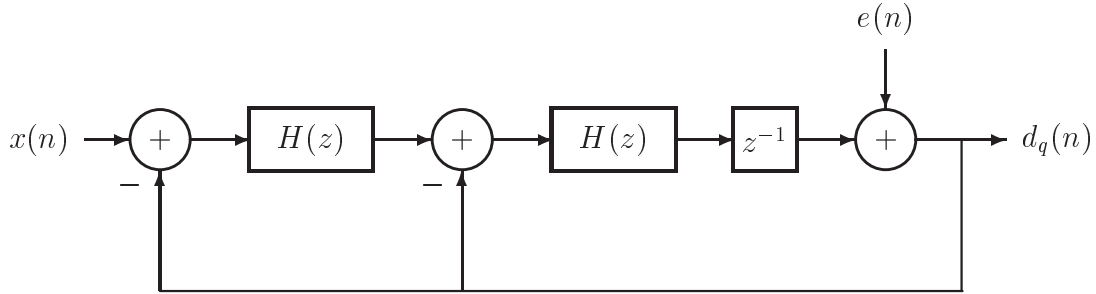 e(n)
x(n) + H(z) + H(z) z⁻¹ + d_q(n)
− −